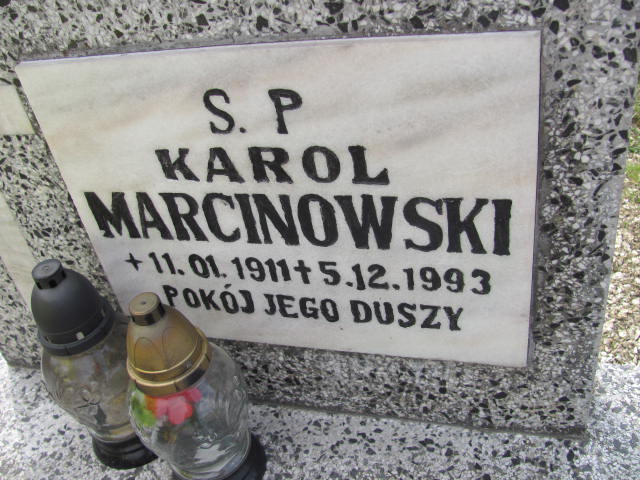 S. P
KAROL
MARCINOWSKI
+ 11. 01. 1911 + 5.12.1993
POKÓJ JEGO DUSZY